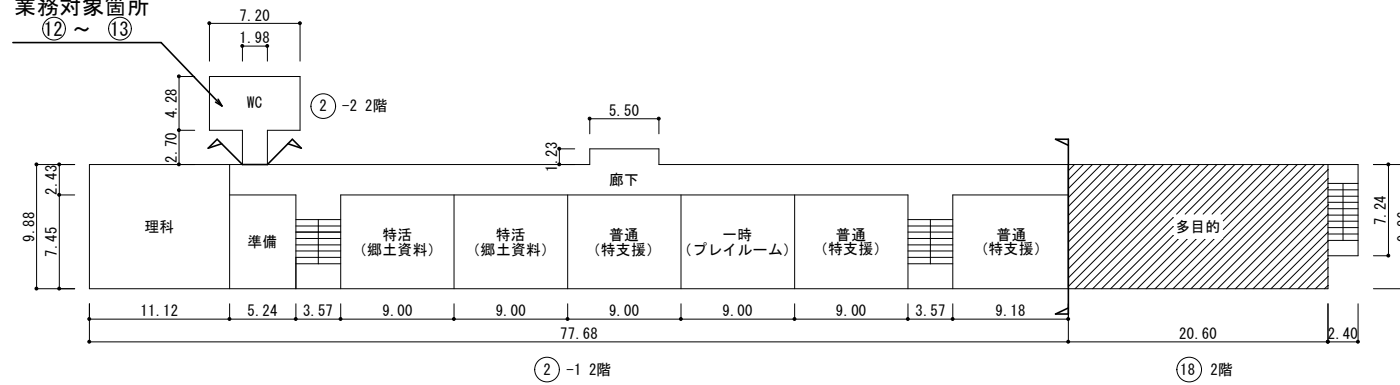 業務対象箇所
⑫ ~ ⑬
7.20
1.98
4.28
WC
② -2 2階
2.70
5.50
1.23
廊下
9.88
2.43
7.45
理科
準備
特活
(郷土資料)
特活
(郷土資料)
普通
(特支援)
一時
(プレイルーム)
普通
(特支援)
普通
(特支援)
多目的
7.24
11.12
5.24
3.57
9.00
9.00
9.00
9.00
9.00
3.57
9.18
77.68
20.60
2.40
② -1 2階
⑱ 2階